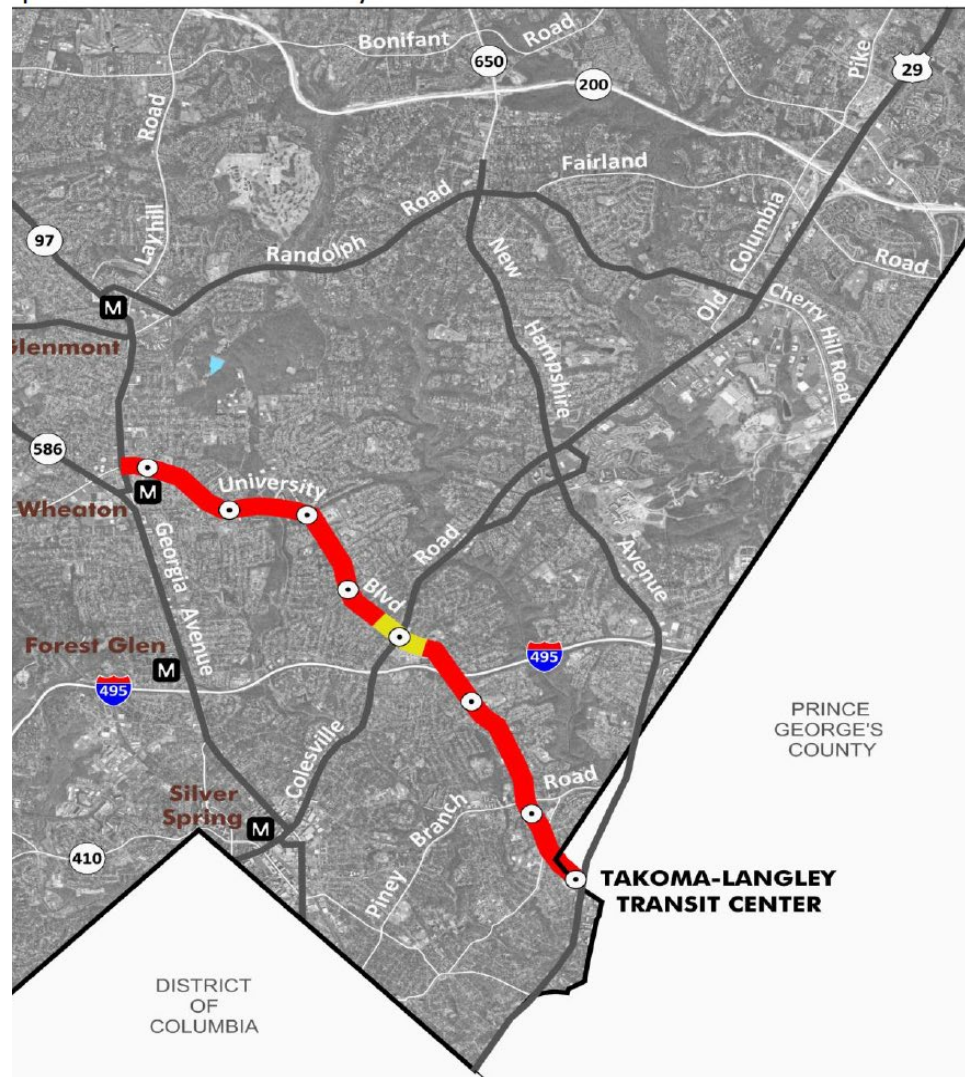 Bonifant Road
650
29
Pike
200
Road
Fairland
Layhill
Road
Randolph
97
New
Hampshire
Avenue
Old
Columbia
Road
Cherry Hill Road
M
Glenmont
586
University
Blvd
Wheaton
M
Georgia
Avenue
Road
Colesville
Forest Glen
M
495
495
PRINCE
GEORGE'S
COUNTY
Silver
Spring
M
Road
Branch
Piney
410
TAKOMA-LANGLEY
TRANSIT CENTER
DISTRICT
OF
COLUMBIA